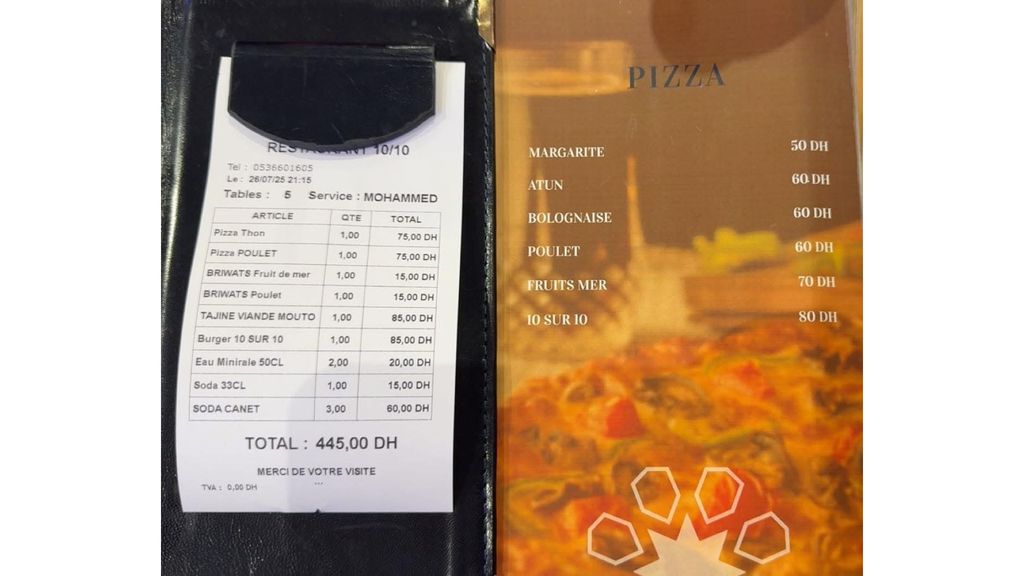 RESTAURANT 10/10
Tel : 0536601605
Le : 26/07/25 21:15
Tables : 5 Service : MOHAMMED
ARTICLE QTE TOTAL
Pizza Thon 1,00 75,00 DH
Pizza POULET 1,00 75,00 DH
BRIWATS Fruit de mer 1,00 15,00 DH
BRIWATS Poulet 1,00 15,00 DH
TAJINE VIANDE MOUTO 1,00 85,00 DH
Burger 10 SUR 10 1,00 85,00 DH
Eau Minirale 50CL 2,00 20,00 DH
Soda 33CL 1,00 15,00 DH
SODA CANET 3,00 60,00 DH
TOTAL : 445,00 DH
MERCI DE VOTRE VISITE
...
TVA : 0,00 DH
PIZZA
MARGARITE 50 DH
ATUN 60 DH
BOLOGNAISE 60 DH
POULET 60 DH
FRUITS MER 70 DH
10 SUR 10 80 DH